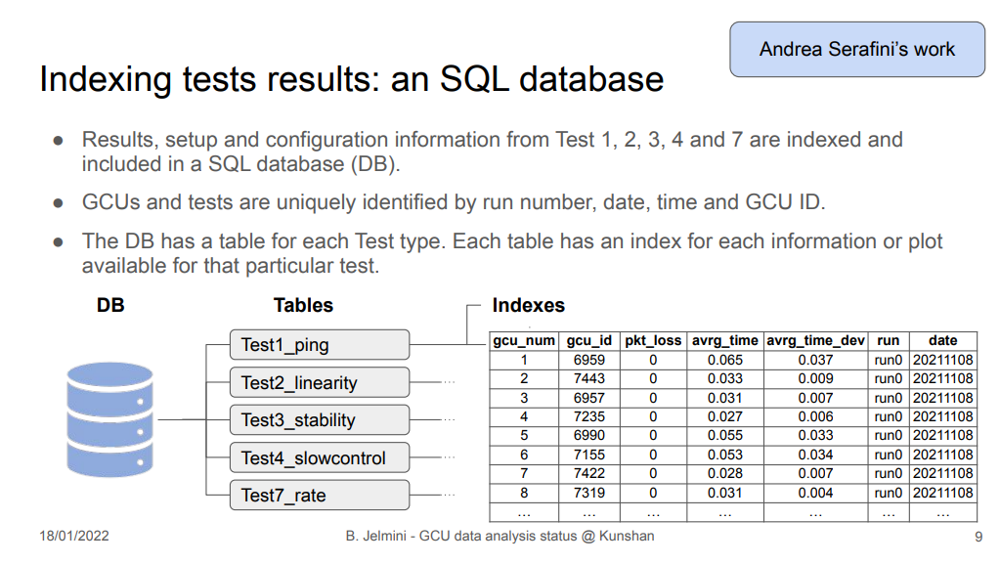 Andrea Serafini's work
Indexing tests results: an SQL database
● Results, setup and configuration information from Test 1, 2, 3, 4 and 7 are indexed and
included in a SQL database (DB).
● GCUs and tests are uniquely identified by run number, date, time and GCU ID.
● The DB has a table for each Test type. Each table has an index for each information or plot
available for that particular test.
DB
Tables
Test1_ping
Test2_linearity ...
Test3_stability ...
Test4_slowcontrol ...
Test7_rate ...
Indexes
gcu_num gcu_id pkt_loss avrg_time avrg_time_dev run date
1 6959 0 0.065 0.037 run0 20211108
2 7443 0 0.033 0.009 run0 20211108
3 6957 0 0.031 0.007 run0 20211108
4 7235 0 0.027 0.006 run0 20211108
5 6990 0 0.055 0.033 run0 20211108
6 7155 0 0.053 0.034 run0 20211108
7 7422 0 0.028 0.007 run0 20211108
8 7319 0 0.031 0.004 run0 20211108
... ... ... ... ... ... ...
18/01/2022
B. Jelmini - GCU data analysis status @ Kunshan
9